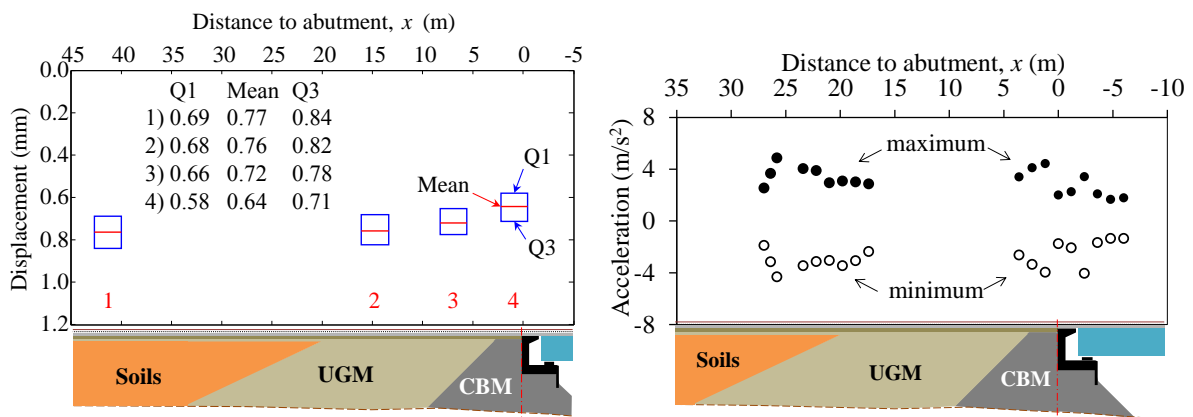 Distance to abutment, x (m)
45 40 35 30 25 20 15 10 5 0 -5
Displacement (mm)
0.0
0.2
0.4
0.6
0.8
1.0
1.2
Q1 Mean Q3
1) 0.69 0.77 0.84
2) 0.68 0.76 0.82
3) 0.66 0.72 0.78
4) 0.58 0.64 0.71
Q1
Mean
Q3
1 2 3 4
Soils UGM CBM
Distance to abutment, x (m)
35 30 25 20 15 10 5 0 -5 -10
Acceleration (m/s²)
8
4
0
-4
-8
maximum
minimum
Soils UGM CBM